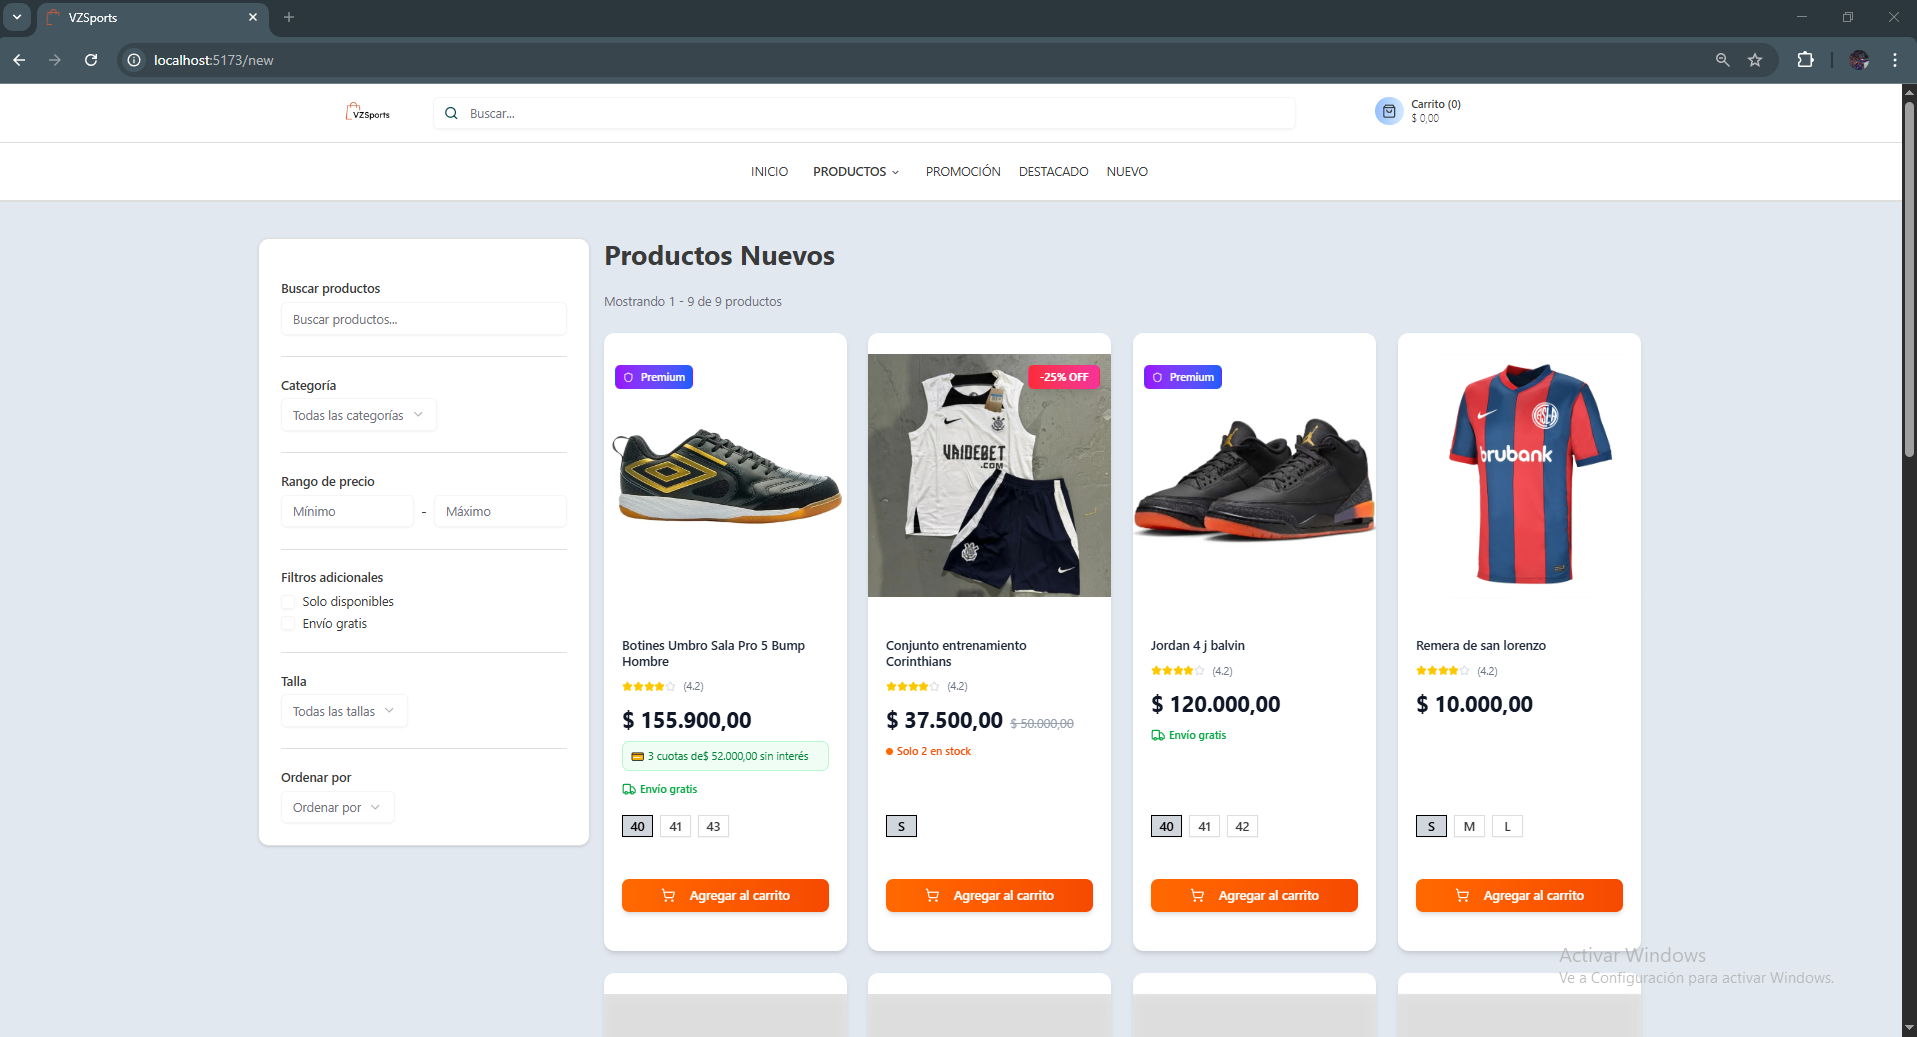 VZSports
localhost:5173/new
VZSports
Buscar...
Carrito (0)
$ 0,00
INICIO
PRODUCTOS
PROMOCIÓN
DESTACADO
NUEVO
Buscar productos
Buscar productos...
Categoría
Todas las categorías
Rango de precio
Mínimo - Máximo
Filtros adicionales
Solo disponibles
Envío gratis
Talla
Todas las tallas
Ordenar por
Ordenar por
Productos Nuevos
Mostrando 1 - 9 de 9 productos
Premium
Botines Umbro Sala Pro 5 Bump
Hombre
(4.2)
$ 155.900,00
3 cuotas de$ 52.000,00 sin interés
Envío gratis
40 41 43
Agregar al carrito
-25% OFF
VAIDEBET
.COM
Conjunto entrenamiento
Corinthians
(4.2)
$ 37.500,00 $ 50.000,00
Solo 2 en stock
S
Agregar al carrito
Premium
Jordan 4 j balvin
(4.2)
$ 120.000,00
Envío gratis
40 41 42
Agregar al carrito
brubank
Remera de san lorenzo
(4.2)
$ 10.000,00
S M L
Agregar al carrito
Activar Windows
Ve a Configuración para activar Windows.